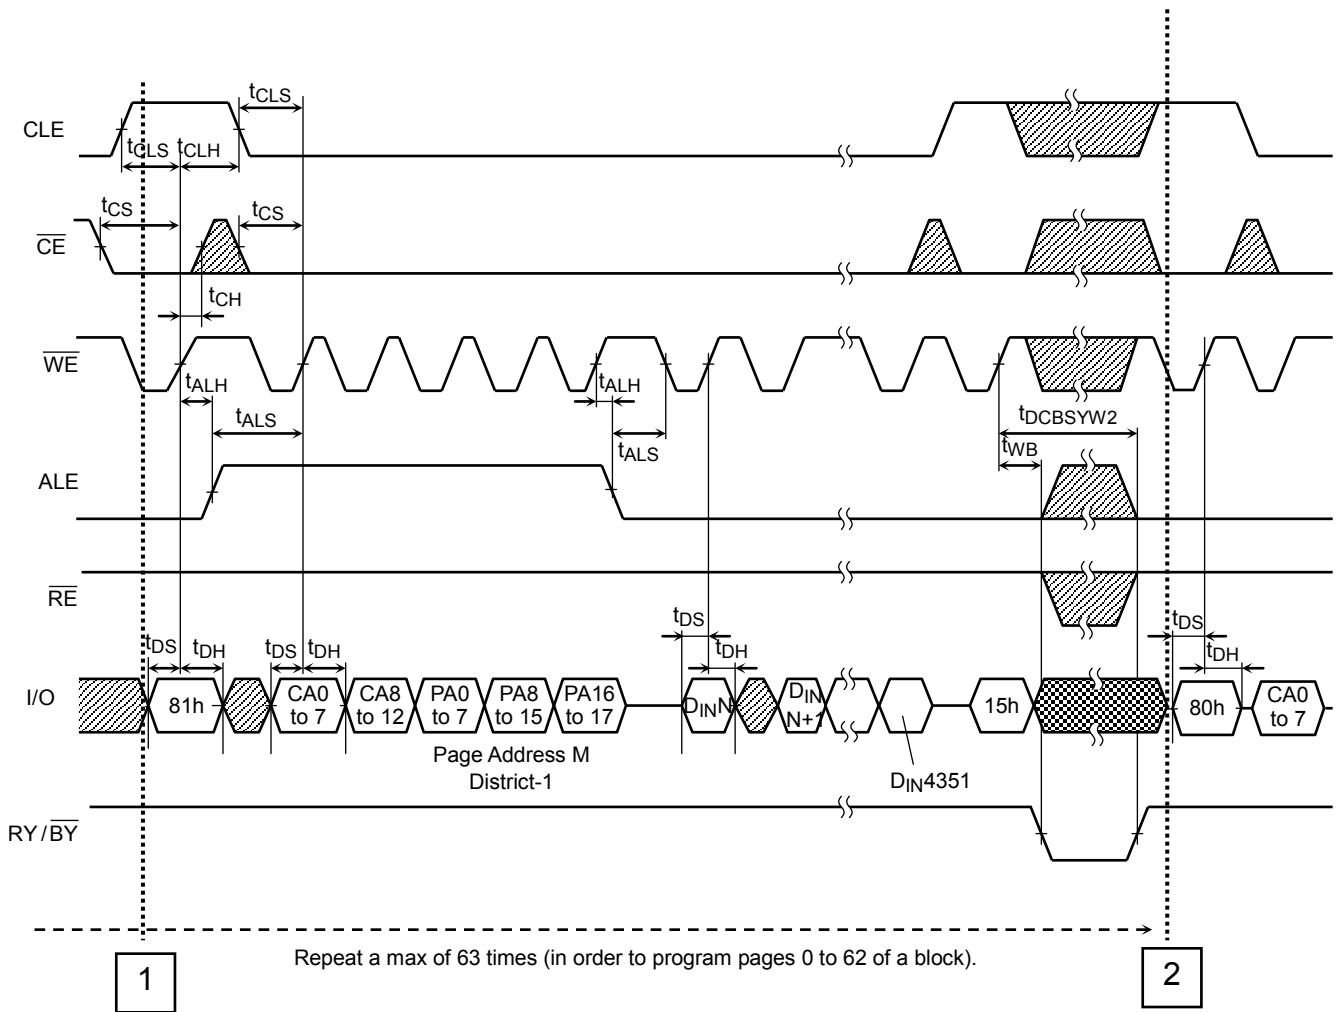 tCLS
CLE
tCLS tCLH
tCS tCS
CE
tCH
WE
tALH tALH
tALS tDCBSYW2
tALS tWB
ALE
RE
tDS tDH tDS tDH tDS tDH tDS tDH
I/O 81h CA0 to 7 CA8 to 12 PA0 to 7 PA8 to 15 PA16 to 17 DINN DIN N+1 15h 80h CA0 to 7
Page Address M
District-1
DIN4351
RY/BY
Repeat a max of 63 times (in order to program pages 0 to 62 of a block).
1 2